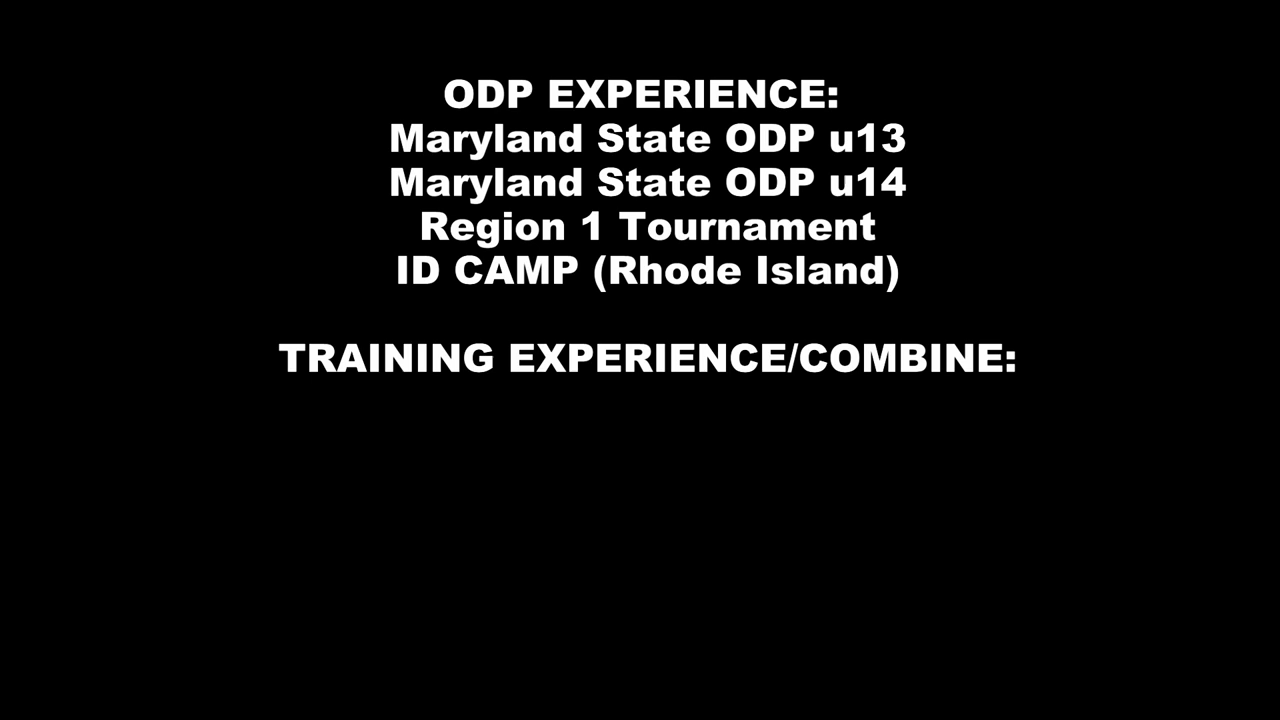 ODP EXPERIENCE:
Maryland State ODP u13
Maryland State ODP u14
Region 1 Tournament
ID CAMP (Rhode Island)
TRAINING EXPERIENCE/COMBINE: